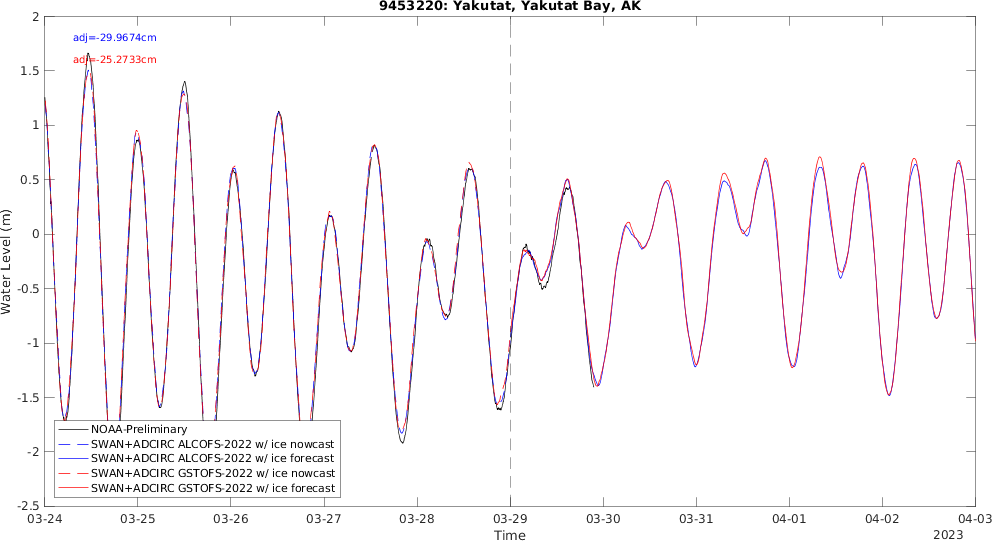 9453220: Yakutat, Yakutat Bay, AK
2
adj=-29.9674cm
adj=-25.2733cm
1.5
1
0.5
0
-0.5
-1
-1.5
-2
-2.5
Water Level (m)
NOAA-Preliminary
SWAN+ADCIRC ALCOFS-2022 w/ ice nowcast
SWAN+ADCIRC ALCOFS-2022 w/ ice forecast
SWAN+ADCIRC GSTOFS-2022 w/ ice nowcast
SWAN+ADCIRC GSTOFS-2022 w/ ice forecast
03-24 03-25 03-26 03-27 03-28 03-29 03-30 03-31 04-01 04-02 04-03
Time
2023